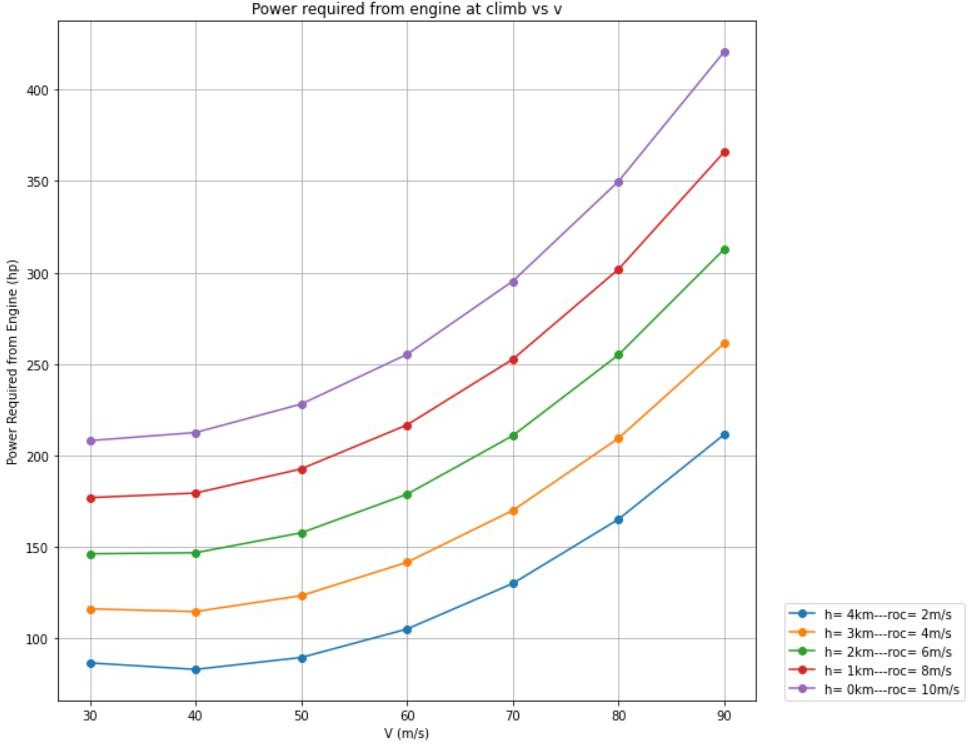 Power required from engine at climb vs v
400
350
300
250
200
150
100
Power Required from Engine (hp)
30 40 50 60 70 80 90
V (m/s)
h= 4km---roc= 2m/s
h= 3km---roc= 4m/s
h= 2km---roc= 6m/s
h= 1km---roc= 8m/s
h= 0km---roc= 10m/s